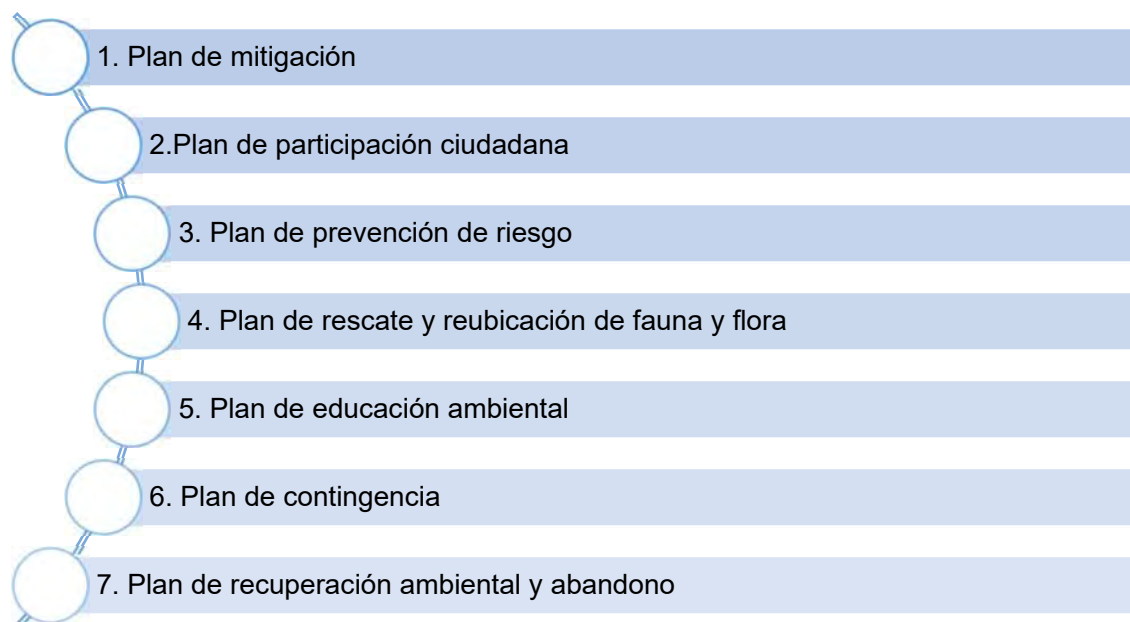 1. Plan de mitigación
2.Plan de participación ciudadana
3. Plan de prevención de riesgo
4. Plan de rescate y reubicación de fauna y flora
5. Plan de educación ambiental
6. Plan de contingencia
7. Plan de recuperación ambiental y abandono